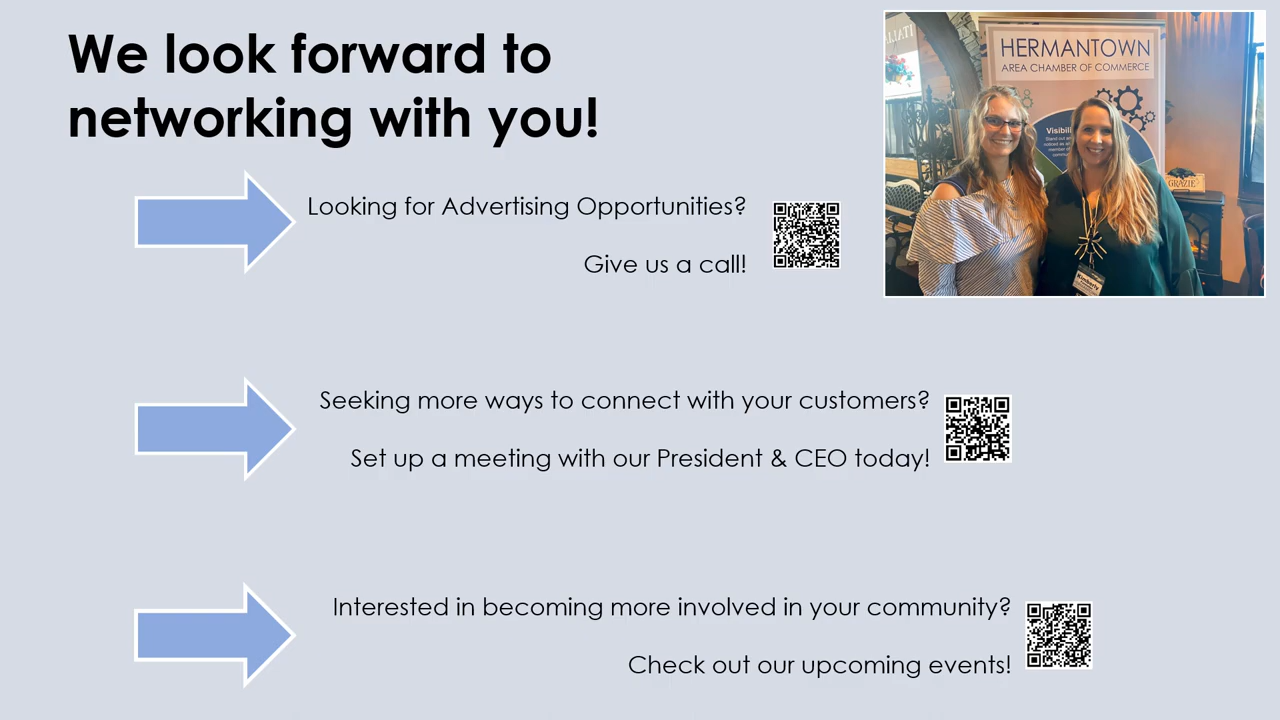 We look forward to
networking with you!
HERMANTOWN
AREA CHAMBER OF COMMERCE
Looking for Advertising Opportunities?
Give us a call!
GRAZIE
Kimberly
Seeking more ways to connect with your customers?
Set up a meeting with our President & CEO today!
Interested in becoming more involved in your community?
Check out our upcoming events!